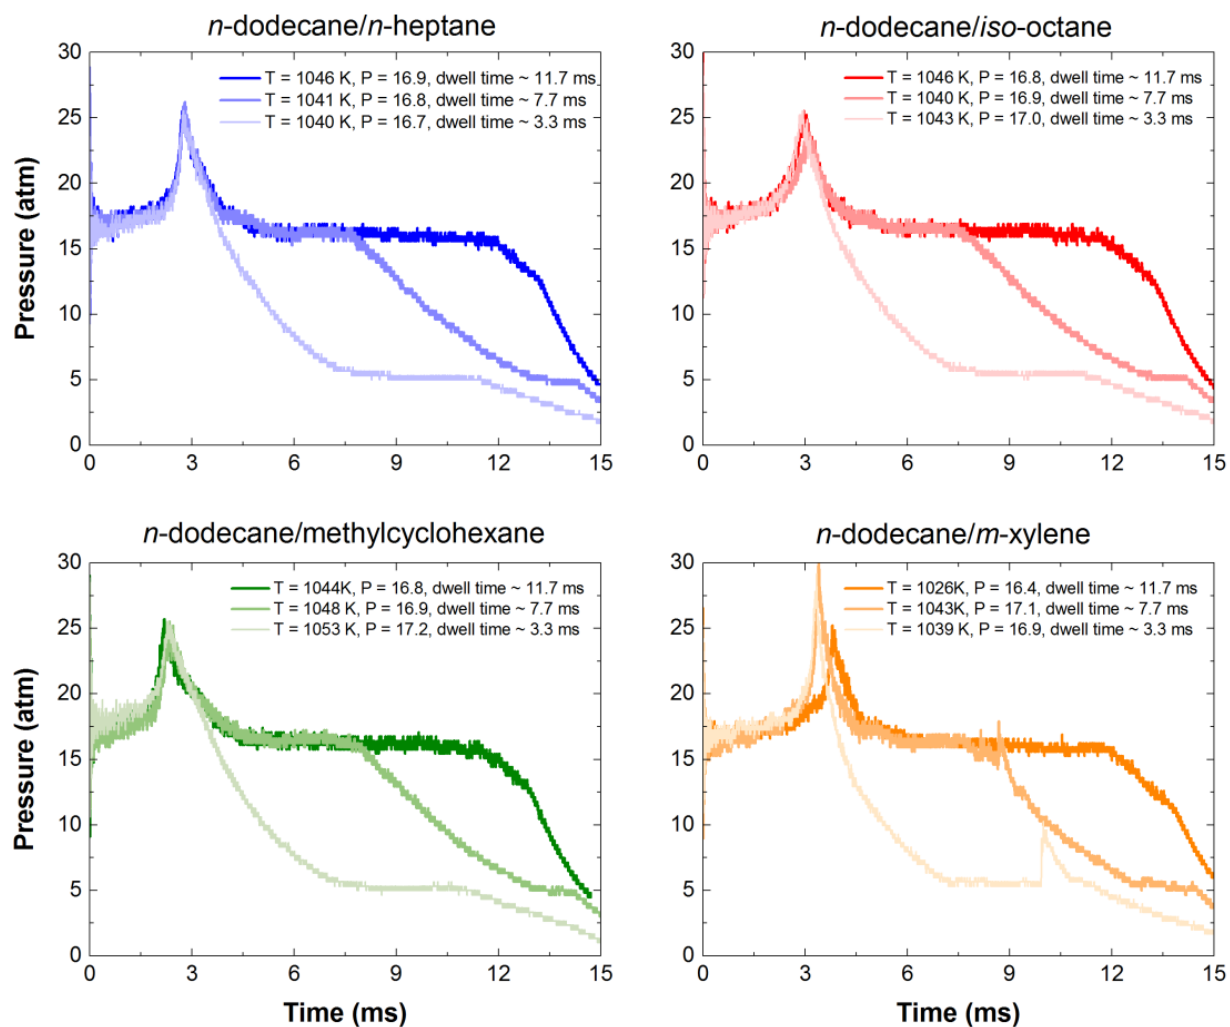 n-dodecane/n-heptane
Pressure (atm)
30
25
20
15
10
5
0
T = 1046 K, P = 16.9, dwell time ~ 11.7 ms
T = 1041 K, P = 16.8, dwell time ~ 7.7 ms
T = 1040 K, P = 16.7, dwell time ~ 3.3 ms
0 3 6 9 12 15
n-dodecane/iso-octane
30
25
20
15
10
5
0
T = 1046 K, P = 16.8, dwell time ~ 11.7 ms
T = 1040 K, P = 16.9, dwell time ~ 7.7 ms
T = 1043 K, P = 17.0, dwell time ~ 3.3 ms
0 3 6 9 12 15
n-dodecane/methylcyclohexane
Pressure (atm)
30
25
20
15
10
5
0
T = 1044K, P = 16.8, dwell time ~ 11.7 ms
T = 1048 K, P = 16.9, dwell time ~ 7.7 ms
T = 1053 K, P = 17.2, dwell time ~ 3.3 ms
0 3 6 9 12 15
Time (ms)
n-dodecane/m-xylene
30
25
20
15
10
5
0
T = 1026K, P = 16.4, dwell time ~ 11.7 ms
T = 1043K, P = 17.1, dwell time ~ 7.7 ms
T = 1039 K, P = 16.9, dwell time ~ 3.3 ms
0 3 6 9 12 15
Time (ms)